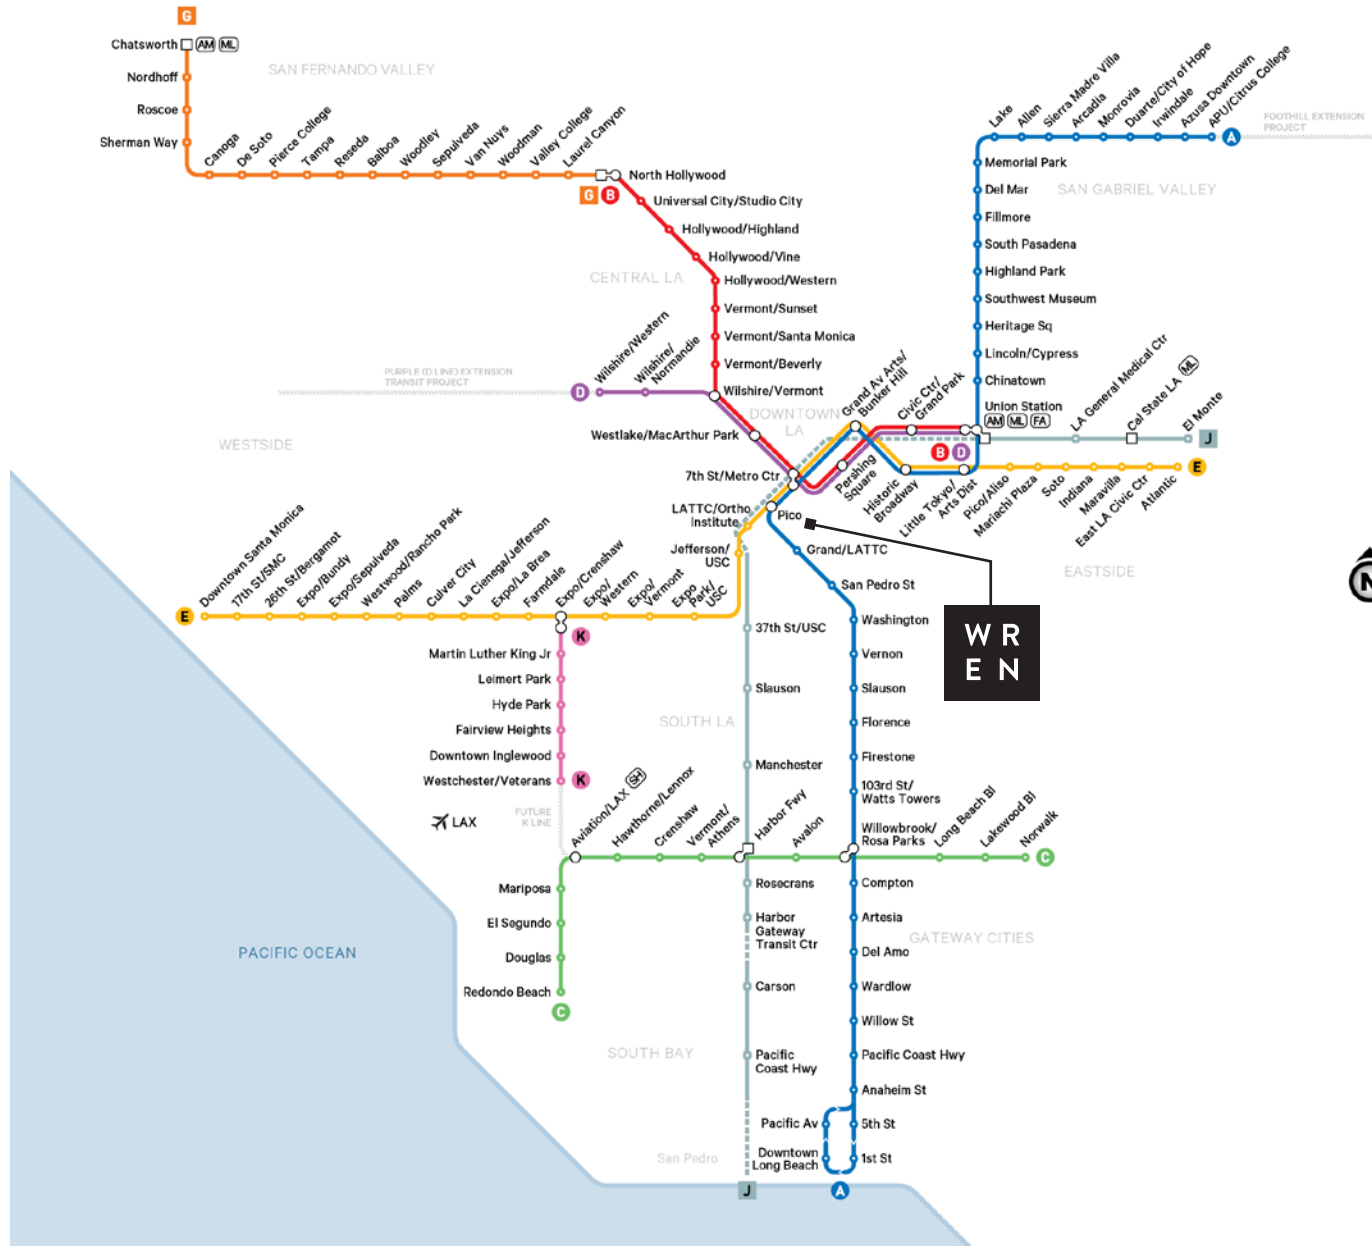 G
Chatsworth
AM
ML
Nordhoff
Roscoe
Sherman Way
SAN FERNANDO VALLEY
Canoga
De Soto
Pierce College
Tampa
Reseda
Balboa
Woodley
Sepulveda
Van Nuys
Woodman
Valley College
Laurel Canyon
North Hollywood
G
B
Universal City/Studio City
Hollywood/Highland
Hollywood/Vine
CENTRAL LA
Hollywood/Western
Vermont/Sunset
Vermont/Santa Monica
Vermont/Beverly
Wilshire/Vermont
PURPLE (D LINE) EXTENSION
TRANSIT PROJECT
D
Wilshire/Western
Wilshire/
Normandie
WESTSIDE
Westlake/MacArthur Park
DOWNTOWN
LA
7th St/Metro Ctr
Grand Av Arts/
Bunker Hill
Civic Ctr/
Grand Park
Pershing
Square
Historic
Broadway
Little Tokyo/
Arts Dist
B
D
Lake
Allen
Sierra Madre Villa
Arcadia
Monrovia
Duarte/City of Hope
Irwindale
Azusa Downtown
APU/Citrus College
A
FOOTHILL EXTENSION
PROJECT
Memorial Park
Del Mar
SAN GABRIEL VALLEY
Fillmore
South Pasadena
Highland Park
Southwest Museum
Heritage Sq
Lincoln/Cypress
Chinatown
Union Station
AM
ML
FA
LA General Medical Ctr
Cal State LA
ML
El Monte
J
Pico/Aliso
Mariachi Plaza
Soto
Indiana
Maravilla
East LA Civic Ctr
Atlantic
E
EASTSIDE
N
LATTC/Ortho
Institute
Pico
Jefferson/
USC
Grand/LATTC
San Pedro St
Washington
Vernon
Slauson
Florence
Firestone
103rd St/
Watts Towers
Willowbrook/
Rosa Parks
WR
EN
E
Downtown Santa Monica
17th St/SMC
26th St/Bergamot
Expo/Bundy
Expo/Sepulveda
Westwood/Rancho Park
Palms
Culver City
La Cienega/Jefferson
Expo/La Brea
Farmdale
Expo/Crenshaw
Expo/
Western
Expo/
Vermont
Expo
Park/
USC
K
Martin Luther King Jr
Leimert Park
Hyde Park
Fairview Heights
Downtown Inglewood
Westchester/Veterans
K
FUTURE
K LINE
LAX
37th St/USC
Slauson
SOUTH LA
Manchester
Aviation/LAX
SH
Hawthorne/Lennox
Crenshaw
Vermont/
Athens
Harbor Fwy
Avalon
Long Beach Bl
Lakewood Bl
Norwalk
C
Mariposa
El Segundo
Douglas
Redondo Beach
C
Rosecrans
Harbor
Gateway
Transit Ctr
Carson
Pacific
Coast Hwy
SOUTH BAY
San Pedro
J
Compton
Artesia
GATEWAY CITIES
Del Amo
Wardlow
Willow St
Pacific Coast Hwy
Anaheim St
Pacific Av
5th St
Downtown
Long Beach
1st St
A
PACIFIC OCEAN